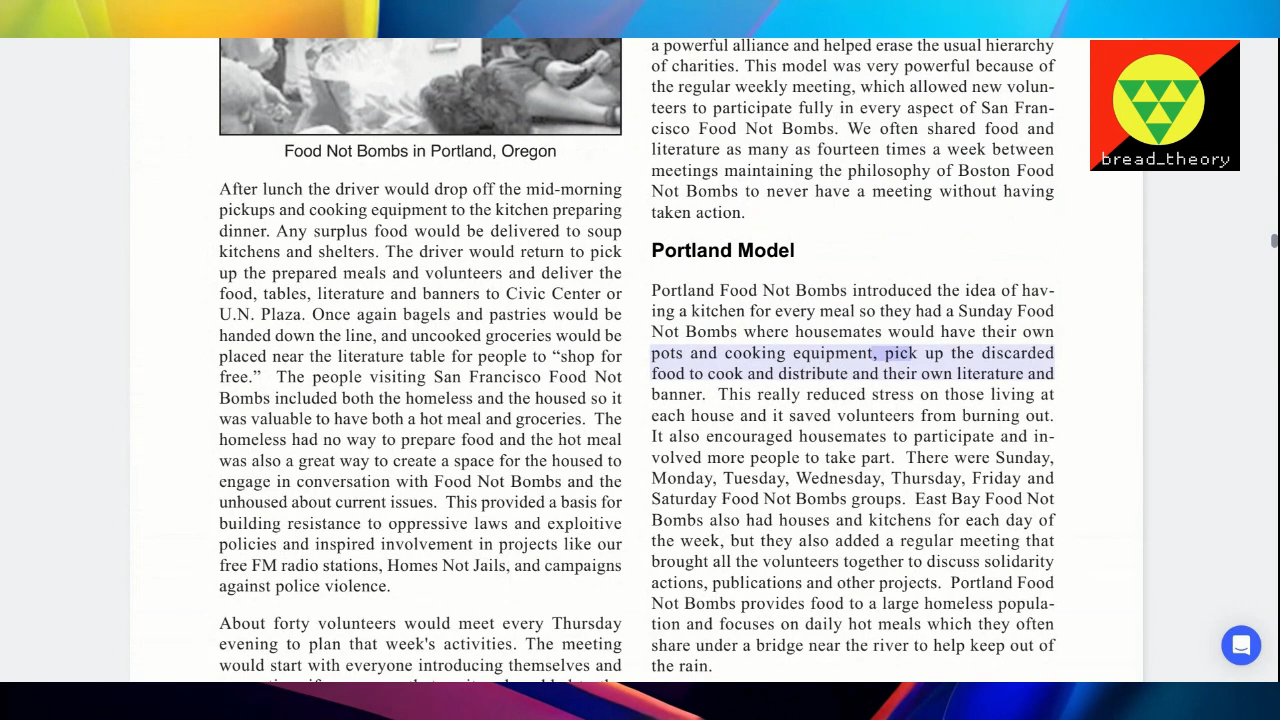 Food Not Bombs in Portland, Oregon
After lunch the driver would drop off the mid-morning
pickups and cooking equipment to the kitchen preparing
dinner. Any surplus food would be delivered to soup
kitchens and shelters. The driver would return to pick
up the prepared meals and volunteers and deliver the
food, tables, literature and banners to Civic Center or
U.N. Plaza. Once again bagels and pastries would be
handed down the line, and uncooked groceries would be
placed near the literature table for people to “shop for
free.” The people visiting San Francisco Food Not
Bombs included both the homeless and the housed so it
was valuable to have both a hot meal and groceries. The
homeless had no way to prepare food and the hot meal
was also a great way to create a space for the housed to
engage in conversation with Food Not Bombs and the
unhoused about current issues. This provided a basis for
building resistance to oppressive laws and exploitive
policies and inspired involvement in projects like our
free FM radio stations, Homes Not Jails, and campaigns
against police violence.
About forty volunteers would meet every Thursday
evening to plan that week's activities. The meeting
would start with everyone introducing themselves and
a powerful alliance and helped erase the usual hierarchy
of charities. This model was very powerful because of
the regular weekly meeting, which allowed new volun-
teers to participate fully in every aspect of San Fran-
cisco Food Not Bombs. We often shared food and
literature as many as fourteen times a week between
meetings maintaining the philosophy of Boston Food
Not Bombs to never have a meeting without having
taken action.
Portland Model
Portland Food Not Bombs introduced the idea of hav-
ing a kitchen for every meal so they had a Sunday Food
Not Bombs where housemates would have their own
pots and cooking equipment, pick up the discarded
food to cook and distribute and their own literature and
banner. This really reduced stress on those living at
each house and it saved volunteers from burning out.
It also encouraged housemates to participate and in-
volved more people to take part. There were Sunday,
Monday, Tuesday, Wednesday, Thursday, Friday and
Saturday Food Not Bombs groups. East Bay Food Not
Bombs also had houses and kitchens for each day of
the week, but they also added a regular meeting that
brought all the volunteers together to discuss solidarity
actions, publications and other projects. Portland Food
Not Bombs provides food to a large homeless popula-
tion and focuses on daily hot meals which they often
share under a bridge near the river to help keep out of
the rain.
bread_theory